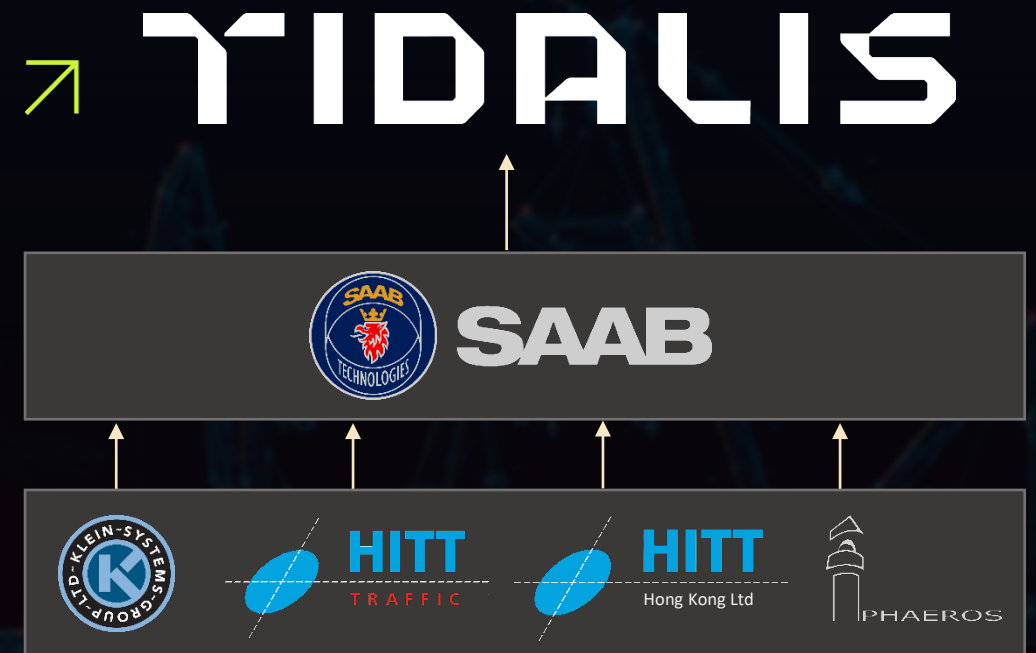 TIDALIS
SAAB
TECHNOLOGIES
SAAB
KLEIN-SYSTEMS-GROUP-LTD-
K
HITT
TRAFFIC
HITT
Hong Kong Ltd
PHAEROS